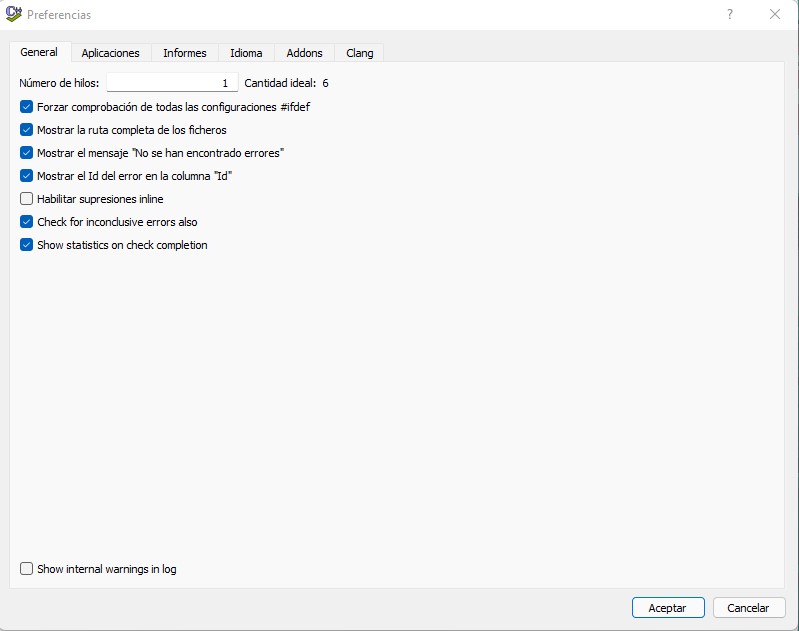 Preferencias
General Aplicaciones Informes Idioma Addons Clang
Número de hilos: 1 Cantidad ideal: 6
Forzar comprobación de todas las configuraciones #ifdef
Mostrar la ruta completa de los ficheros
Mostrar el mensaje "No se han encontrado errores"
Mostrar el Id del error en la columna "Id"
Habilitar supresiones inline
Check for inconclusive errors also
Show statistics on check completion
Show internal warnings in log
Aceptar Cancelar